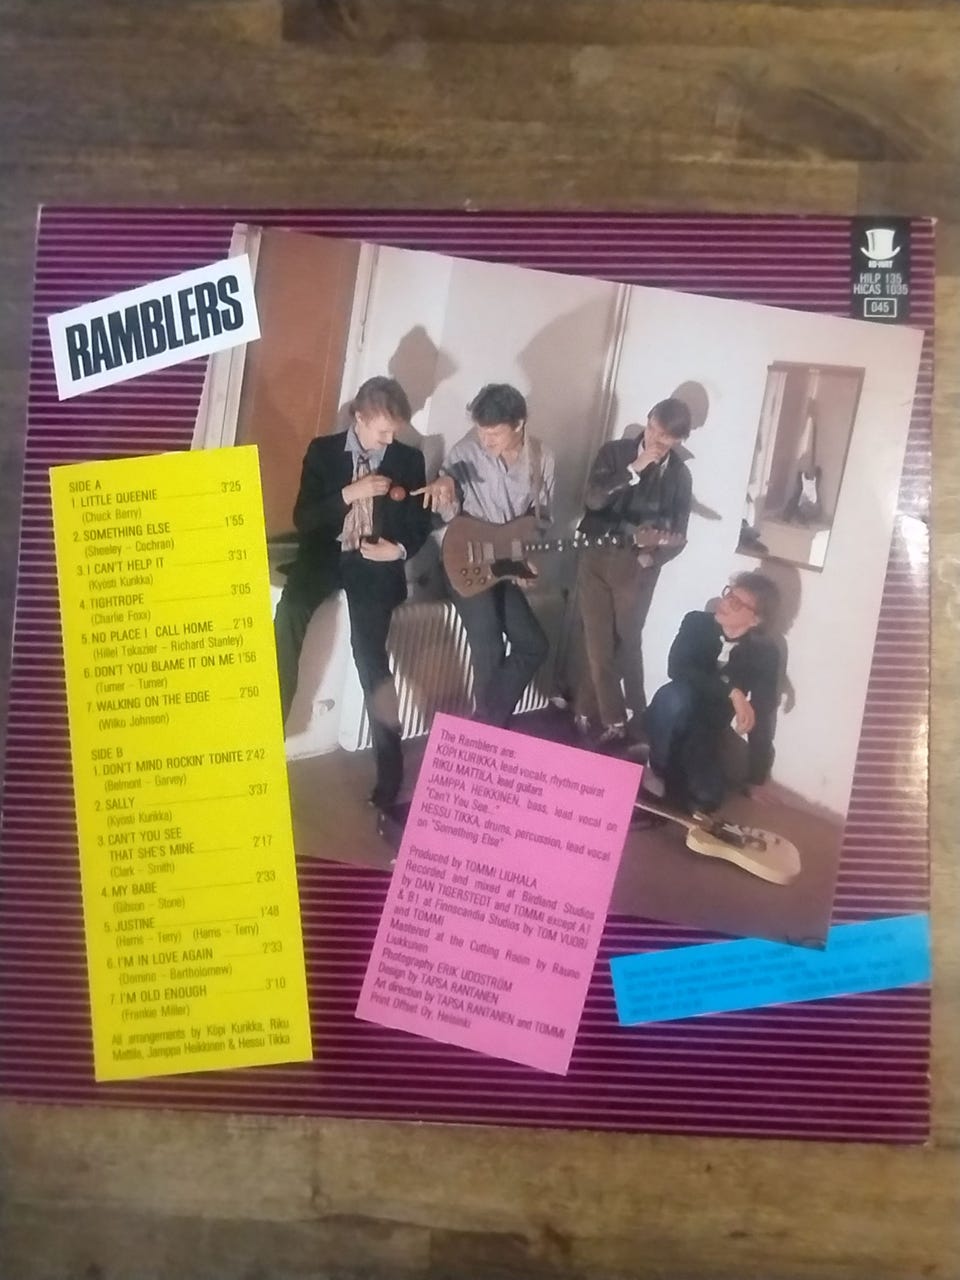 RAMBLERS
HI-HAT
HILP 135
HICAS 1035
045
SIDE A
1. LITTLE QUEENIE 3'25
(Chuck Berry)
2. SOMETHING ELSE 1'55
(Sheeley – Cochran)
3. I CAN'T HELP IT 3'31
(Kyösti Kurikka)
4. TIGHTROPE 3'05
(Charlie Foxx)
5. NO PLACE I CALL HOME 2'19
(Hillel – Richard Stanley)
6. DON'T YOU BLAME IT ON ME 1'56
(Turner – Turner)
7. WALKING ON THE EDGE 2'50
(Wilko Johnson)
SIDE B
1. DON'T MIND ROCKIN' TONITE 2'42
(Belmont – Garvey)
2. SALLY 3'37
(Kyösti Kurikka)
3. CAN'T YOU SEE
THAT SHE'S MINE 2'17
(Clark – Smith)
4. MY BABE 2'33
(Gibson – Stone)
5. JUSTINE 1'48
(Harris – Terry) (Harris – Terry)
6. I'M IN LOVE AGAIN 2'33
(Domino – Bartholomew)
7. I'M OLD ENOUGH 3'10
(Frankie Miller)
All arrangements by Köpi Kurikka, Riku
Mattila, Jamppa Heikkinen & Hessu Tikka
The Ramblers are:
KÖPI KURIKKA, lead vocals, rhythm guirat
RIKU MATTILA, lead guitars
JAMPPA HEIKKINEN, bass, lead vocal on
"Can't You See..."
HESSU TIKKA, drums, percussion, lead vocal
on "Something Else"
Produced by TOMMI LIUHALA
Recorded and mixed at Birdland Studios
by DAN TIGERSTEDT and TOMMI except A1
& B1 at Finnscandia Studios by TOM VUORI
and TOMMI
Mastered at the Cutting Room by Rauno
Liukkunen
Photography ERIK UDDSTRÖM
Design by TAPSA RANTANEN
Art direction by TAPSA RANTANEN and TOMMI
Print Offset Oy, Helsinki